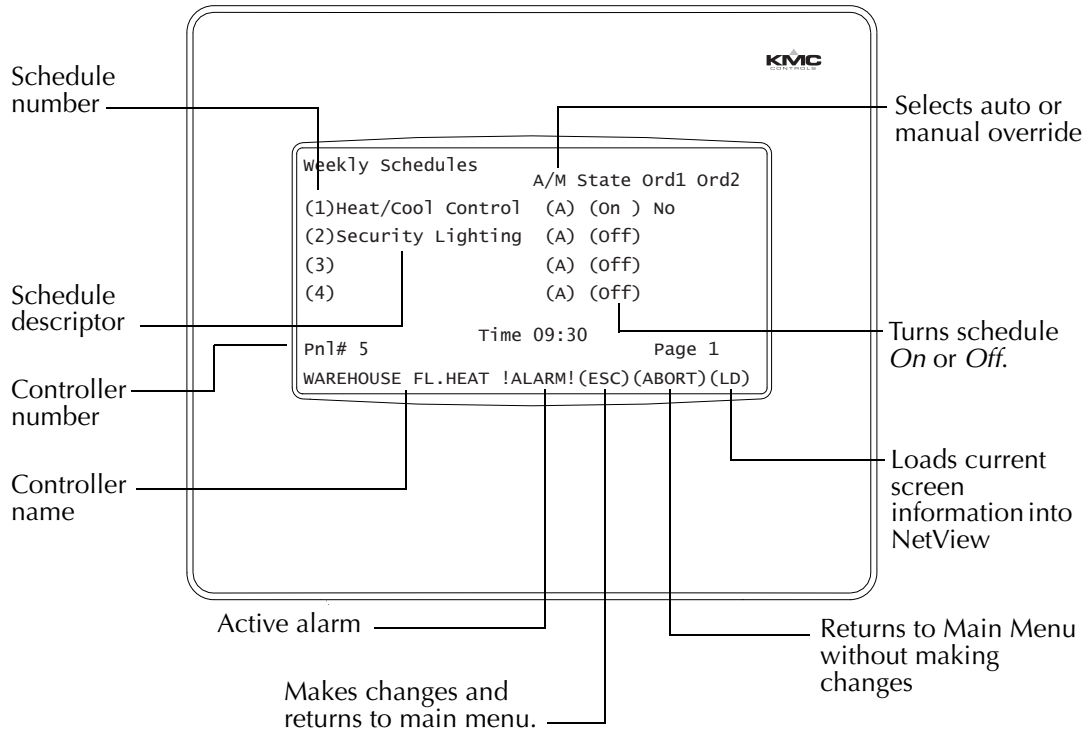 KMC
CONTROLS
Schedule
number
Selects auto or
manual override
Weekly Schedules
A/M State Ord1 Ord2
(1)Heat/Cool Control (A) (On ) No
(2)Security Lighting (A) (Off)
(3) (A) (Off)
(4) (A) (Off)
Schedule
descriptor
Time 09:30
Turns schedule
On or Off.
Pnl# 5 Page 1
Controller
number
WAREHOUSE FL.HEAT !ALARM!(ESC)(ABORT)(LD)
Controller
name
Loads current
screen
information into
NetView
Active alarm
Returns to Main Menu
without making
changes
Makes changes and
returns to main menu.